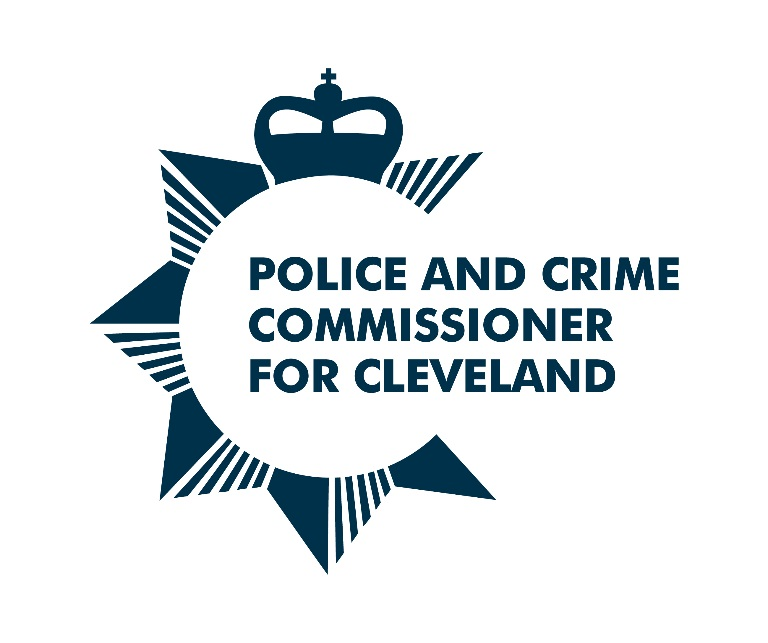 POLICE AND CRIME
COMMISSIONER
FOR CLEVELAND